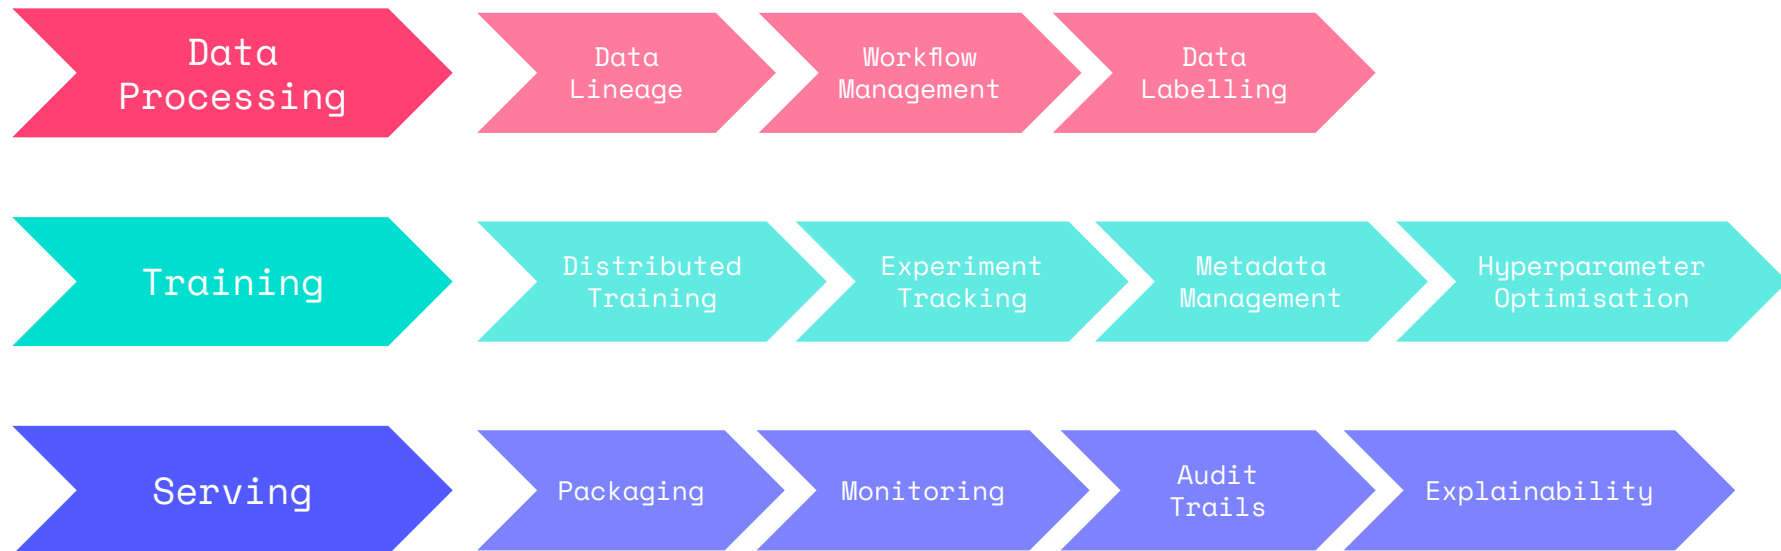 Data
Processing
Data
Lineage
Workflow
Management
Data
Labelling
Training
Distributed
Training
Experiment
Tracking
Metadata
Management
Hyperparameter
Optimisation
Serving
Packaging
Monitoring
Audit
Trails
Explainability